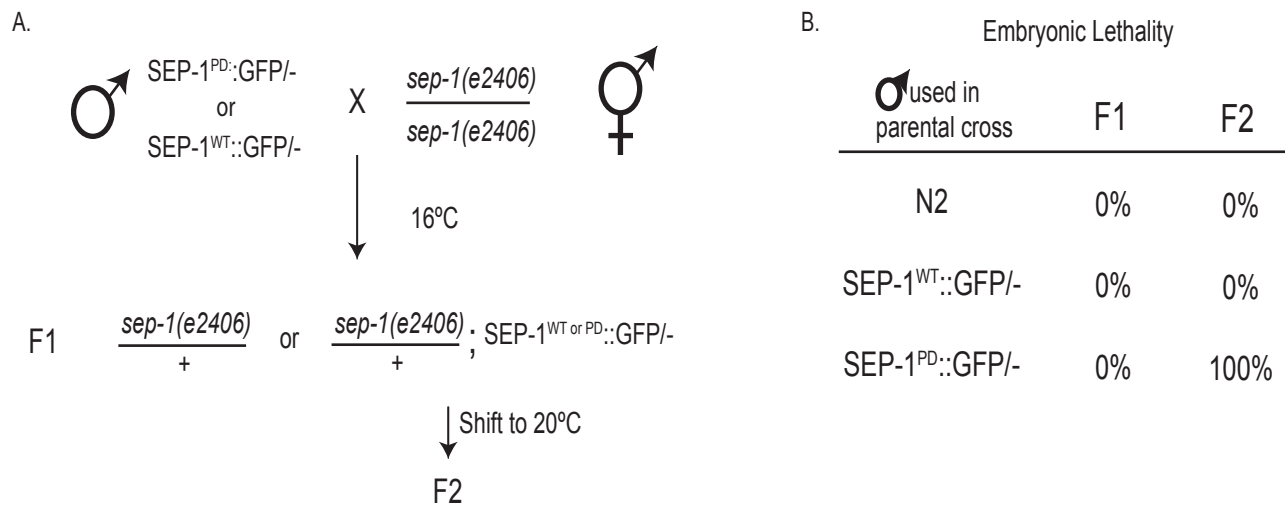 A.
SEP-1PD::GFP/-
or
SEP-1WT::GFP/-
X
sep-1(e2406)
sep-1(e2406)
16ºC
F1
sep-1(e2406)
+
or
sep-1(e2406)
+
; SEP-1WT or PD::GFP/-
Shift to 20ºC
F2
B.
Embryonic Lethality
used in
parental cross
F1 F2
N2 0% 0%
SEP-1WT::GFP/- 0% 0%
SEP-1PD::GFP/- 0% 100%